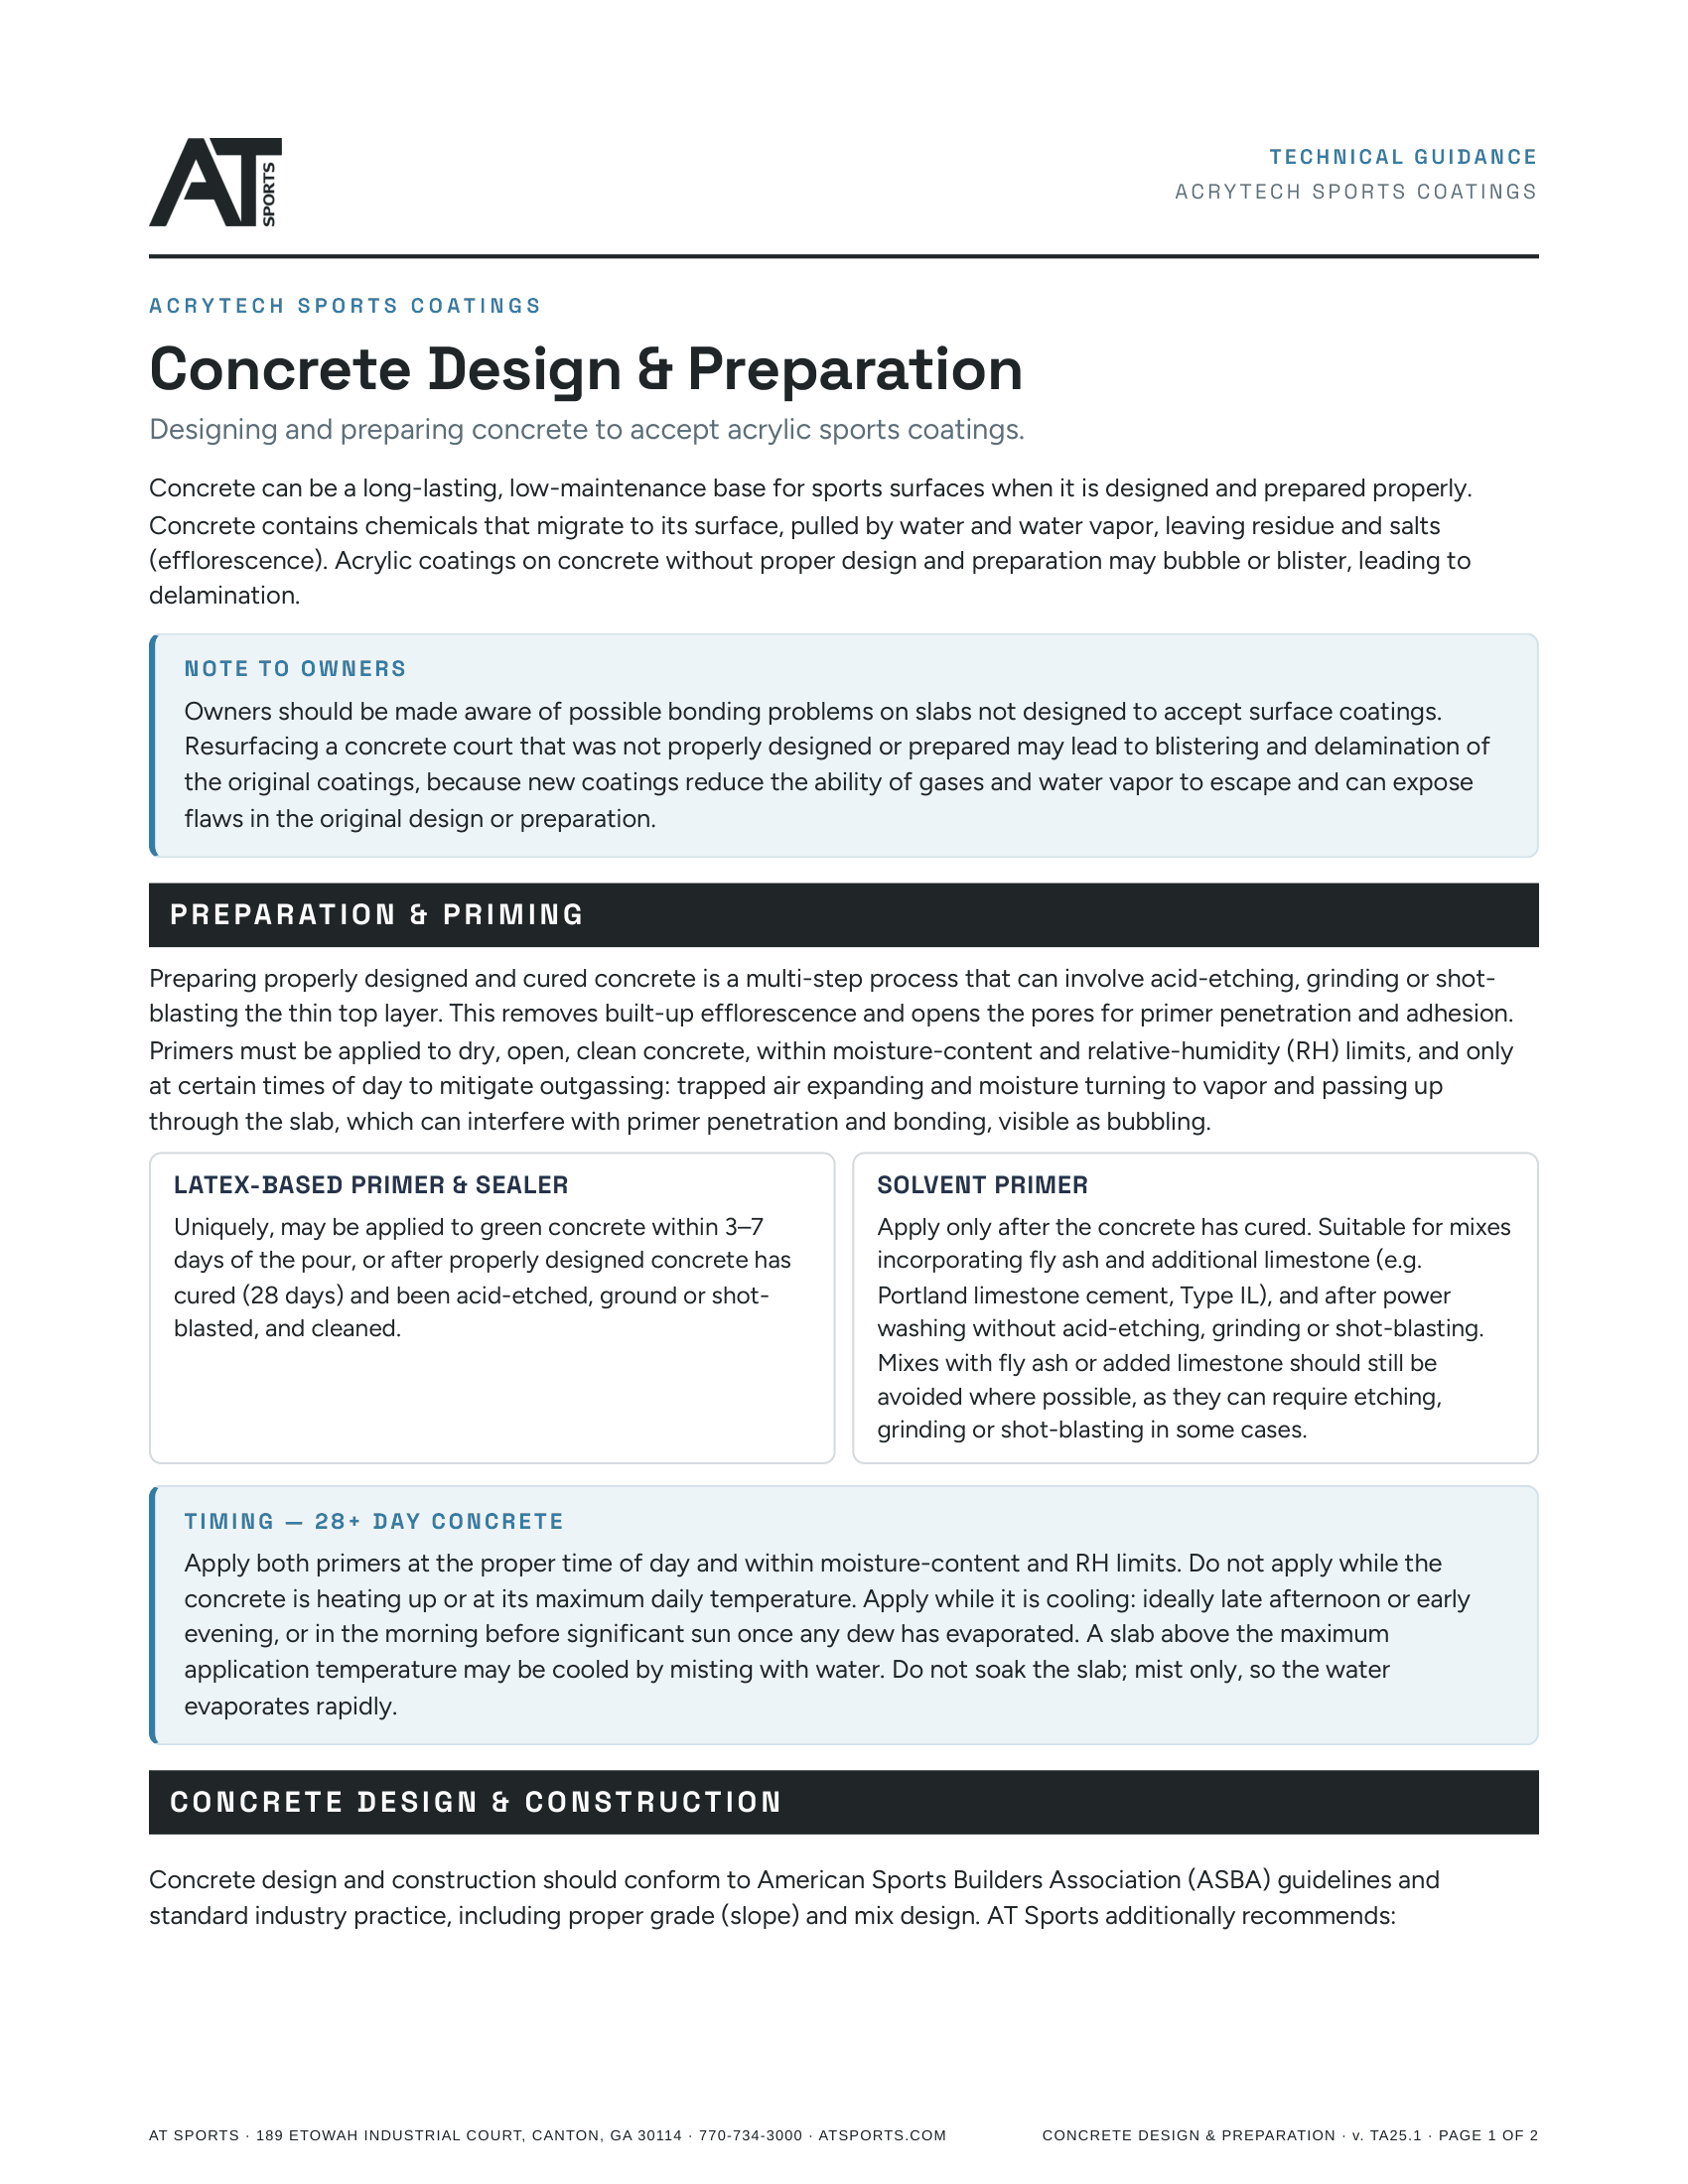 AT SPORTS
TECHNICAL GUIDANCE
ACRYTECH SPORTS COATINGS
ACRYTECH SPORTS COATINGS
Concrete Design & Preparation
Designing and preparing concrete to accept acrylic sports coatings.
Concrete can be a long-lasting, low-maintenance base for sports surfaces when it is designed and prepared properly.
Concrete contains chemicals that migrate to its surface, pulled by water and water vapor, leaving residue and salts
(efflorescence). Acrylic coatings on concrete without proper design and preparation may bubble or blister, leading to
delamination.
NOTE TO OWNERS
Owners should be made aware of possible bonding problems on slabs not designed to accept surface coatings.
Resurfacing a concrete court that was not properly designed or prepared may lead to blistering and delamination of
the original coatings, because new coatings reduce the ability of gases and water vapor to escape and can expose
flaws in the original design or preparation.
PREPARATION & PRIMING
Preparing properly designed and cured concrete is a multi-step process that can involve acid-etching, grinding or shot-
blasting the thin top layer. This removes built-up efflorescence and opens the pores for primer penetration and adhesion.
Primers must be applied to dry, open, clean concrete, within moisture-content and relative-humidity (RH) limits, and only
at certain times of day to mitigate outgassing: trapped air expanding and moisture turning to vapor and passing up
through the slab, which can interfere with primer penetration and bonding, visible as bubbling.
LATEX-BASED PRIMER & SEALER
Uniquely, may be applied to green concrete within 3–7
days of the pour, or after properly designed concrete has
cured (28 days) and been acid-etched, ground or shot-
blasted, and cleaned.
SOLVENT PRIMER
Apply only after the concrete has cured. Suitable for mixes
incorporating fly ash and additional limestone (e.g.
Portland limestone cement, Type IL), and after power
washing without acid-etching, grinding or shot-blasting.
Mixes with fly ash or added limestone should still be
avoided where possible, as they can require etching,
grinding or shot-blasting in some cases.
TIMING — 28+ DAY CONCRETE
Apply both primers at the proper time of day and within moisture-content and RH limits. Do not apply while the
concrete is heating up or at its maximum daily temperature. Apply while it is cooling: ideally late afternoon or early
evening, or in the morning before significant sun once any dew has evaporated. A slab above the maximum
application temperature may be cooled by misting with water. Do not soak the slab; mist only, so the water
evaporates rapidly.
CONCRETE DESIGN & CONSTRUCTION
Concrete design and construction should conform to American Sports Builders Association (ASBA) guidelines and
standard industry practice, including proper grade (slope) and mix design. AT Sports additionally recommends:
AT SPORTS · 189 ETOWAH INDUSTRIAL COURT, CANTON, GA 30114 · 770-734-3000 · ATSPORTS.COM
CONCRETE DESIGN & PREPARATION · v. TA25.1 · PAGE 1 OF 2